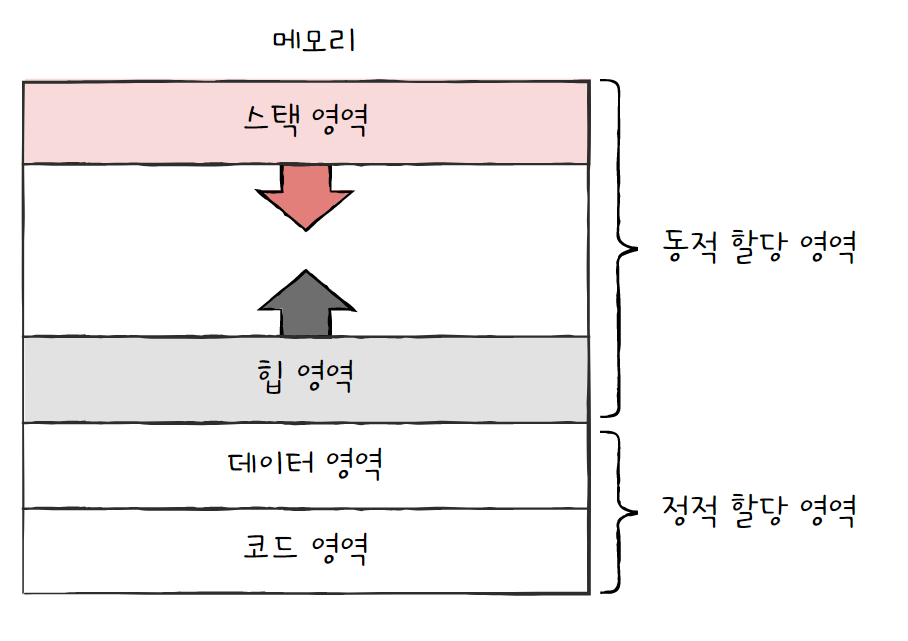 메모리
스택 영역
동적 할당 영역
힙 영역
데이터 영역
정적 할당 영역
코드 영역